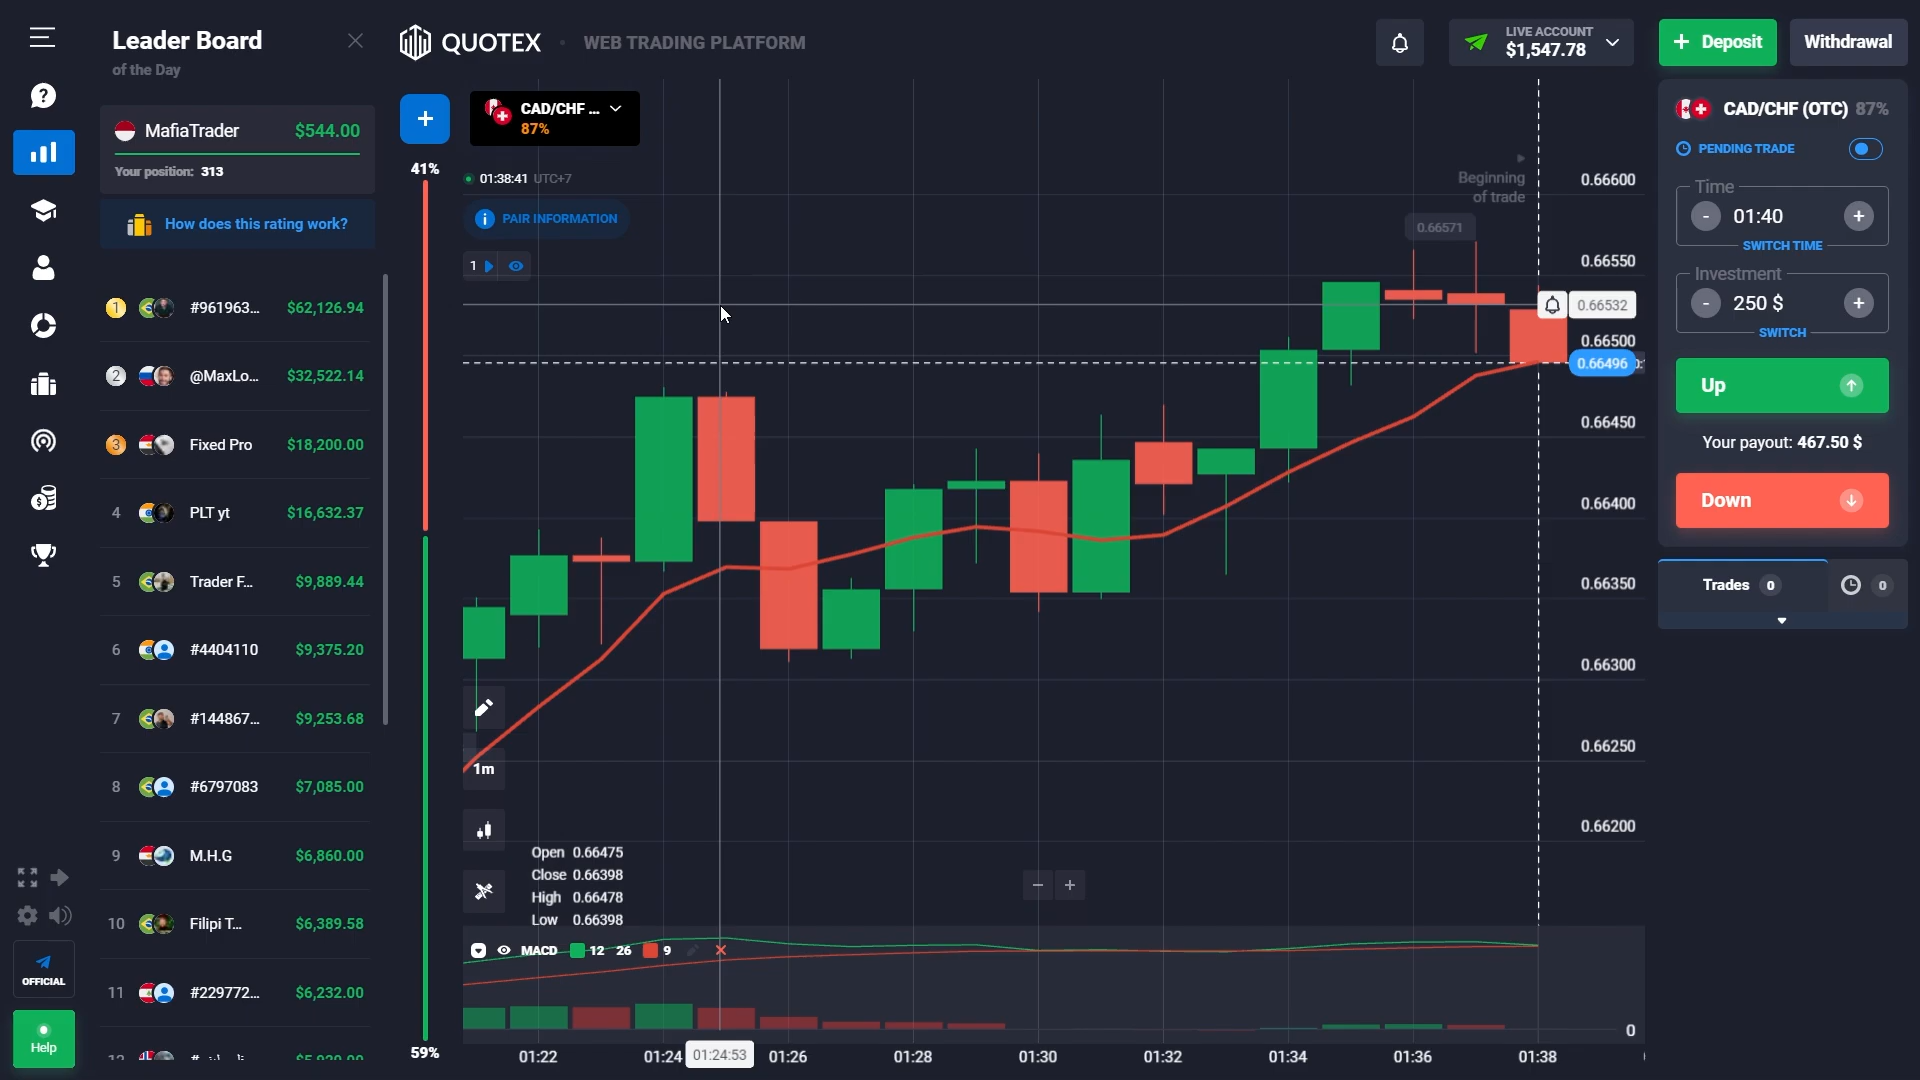 Leader Board
of the Day
MafiaTrader $544.00
Your position: 313
How does this rating work?
1 #961963... $62,126.94
2 @MaxLo... $32,522.14
3 Fixed Pro $18,200.00
4 PLT yt $16,632.37
5 Trader F... $9,889.44
6 #4404110 $9,375.20
7 #144867... $9,253.68
8 #6797083 $7,085.00
9 M.H.G $6,860.00
10 Filipi T... $6,389.58
11 #229772... $6,232.00
OFFICIAL
Help
QUOTEX
WEB TRADING PLATFORM
LIVE ACCOUNT
$1,547.78
+ Deposit
Withdrawal
+
CAD/CHF ...
87%
41%
59%
01:38:41 UTC+7
PAIR INFORMATION
1
Beginning
of trade
0.66571
0.66600
0.66550
0.66532
0.66500
0.66496
0.66450
0.66400
0.66350
0.66300
0.66250
0.66200
1m
Open 0.66475
Close 0.66398
High 0.66478
Low 0.66398
MACD 12 26 9
0
01:22
01:24
01:24:53
01:26
01:28
01:30
01:32
01:34
01:36
01:38
CAD/CHF (OTC) 87%
PENDING TRADE
Time
- 01:40 +
SWITCH TIME
Investment
- 250 $ +
SWITCH
Up
Your payout: 467.50 $
Down
Trades 0
0